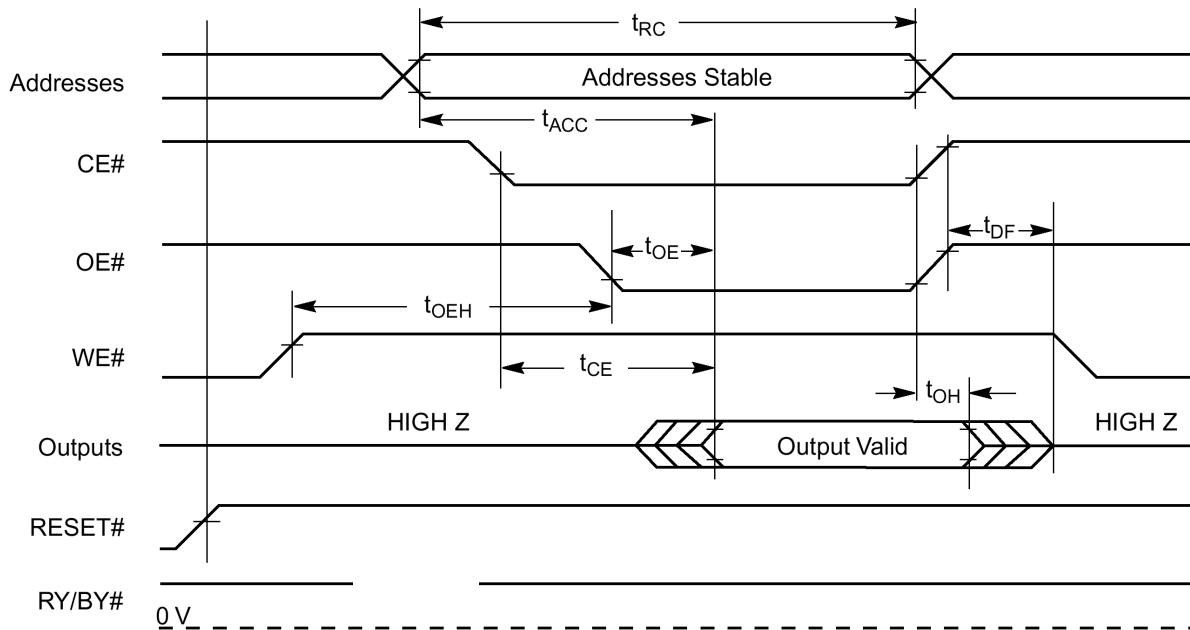 tRC
Addresses
Addresses Stable
tACC
CE#
tDF
OE#
tOE
tOEH
WE#
tCE
tOH
HIGH Z
HIGH Z
Outputs
Output Valid
RESET#
RY/BY#
0 V